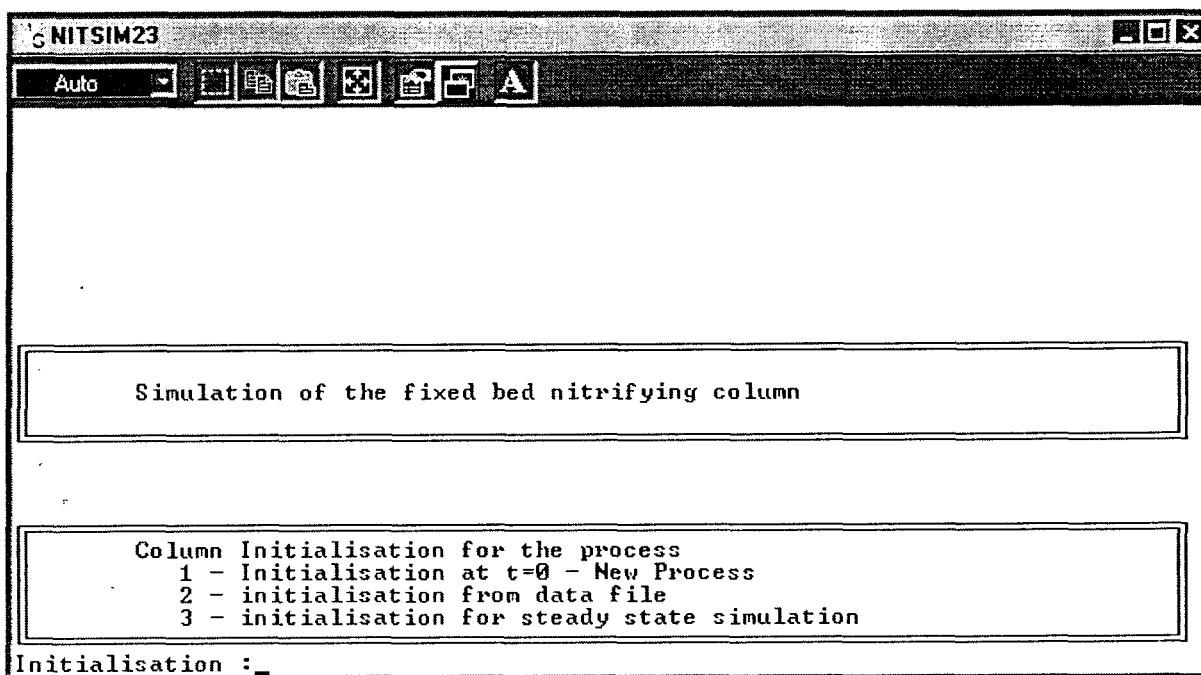 NITSIM23
Auto A
Simulation of the fixed bed nitrifying column
Column Initialisation for the process
1 - Initialisation at t=0 - New Process
2 - initialisation from data file
3 - initialisation for steady state simulation
Initialisation :_